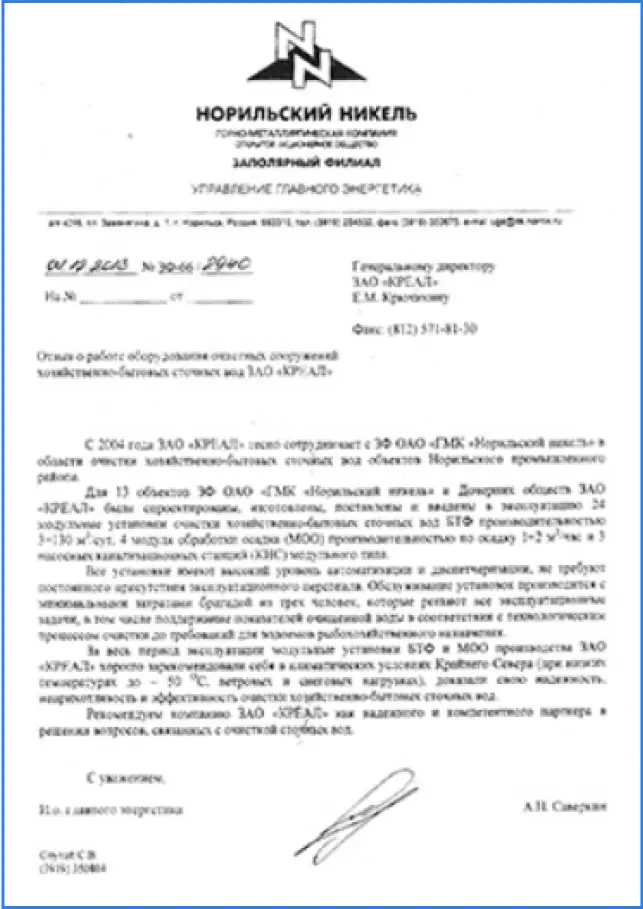 НОРИЛЬСКИЙ НИКЕЛЬ
ГОРНО-МЕТАЛЛУРГИЧЕСКАЯ КОМПАНИЯ
ОТКРЫТОЕ АКЦИОНЕРНОЕ ОБЩЕСТВО
ЗАПОЛЯРНЫЙ ФИЛИАЛ
УПРАВЛЕНИЕ ГЛАВНОГО ЭНЕРГЕТИКА
пл. Завенягина, д. 1, г. Норильск, Россия, 663310, тел. (3919)
12.2013 № ЗФ-66/2940
На № от
Генеральному директору
ЗАО «КРЕАЛ»
Е.М. Крючихину
Факс: (812) 571-81-30
Отзыв о работе оборудования очистных сооружений
хозяйственно-бытовых сточных вод ЗАО «КРЕАЛ»
С 2004 года ЗАО «КРЕАЛ» тесно сотрудничает с ЗФ ОАО «ГМК «Норильский никель» в
области очистки хозяйственно-бытовых сточных вод объектов Норильского промышленного
района.
Для 13 объектов ЗФ ОАО «ГМК «Норильский никель» и Дочерних обществ ЗАО
«КРЕАЛ» были спроектированы, изготовлены, поставлены и введены в эксплуатацию 24
модульные установки очистки хозяйственно-бытовых сточных вод БТФ производительностью
м³/сут, 4 модуля обработки осадка (МОО) производительностью по осадку 1÷2 м³/час и 3
насосных канализационных станций (КНС) модульного типа.
Все установки имеют высокий уровень автоматизации и диспетчеризации, не требуют
постоянного присутствия эксплуатационного персонала. Обслуживание установок производится с
минимальными затратами бригадой из трех человек, которые решают все эксплуатационные
задачи, в том числе поддержание показателей очищенной воды в соответствии с технологическим
процессом очистки до требований для водоемов рыбохозяйственного назначения.
За весь период эксплуатации модульные установки БТФ и МОО производства ЗАО
«КРЕАЛ» хорошо зарекомендовали себя в климатических условиях Крайнего Севера (при низких
температурах до – 50 °С, ветровых и снеговых нагрузках), доказали свою надежность,
неприхотливость и эффективность очистки хозяйственно-бытовых сточных вод.
Рекомендуем компанию ЗАО «КРЕАЛ» как надежного и компетентного партнера в
решении вопросов, связанных с очисткой сточных вод.
С уважением,
И.о. главного энергетика
А.Н. Саверкин
С.В
(3919)